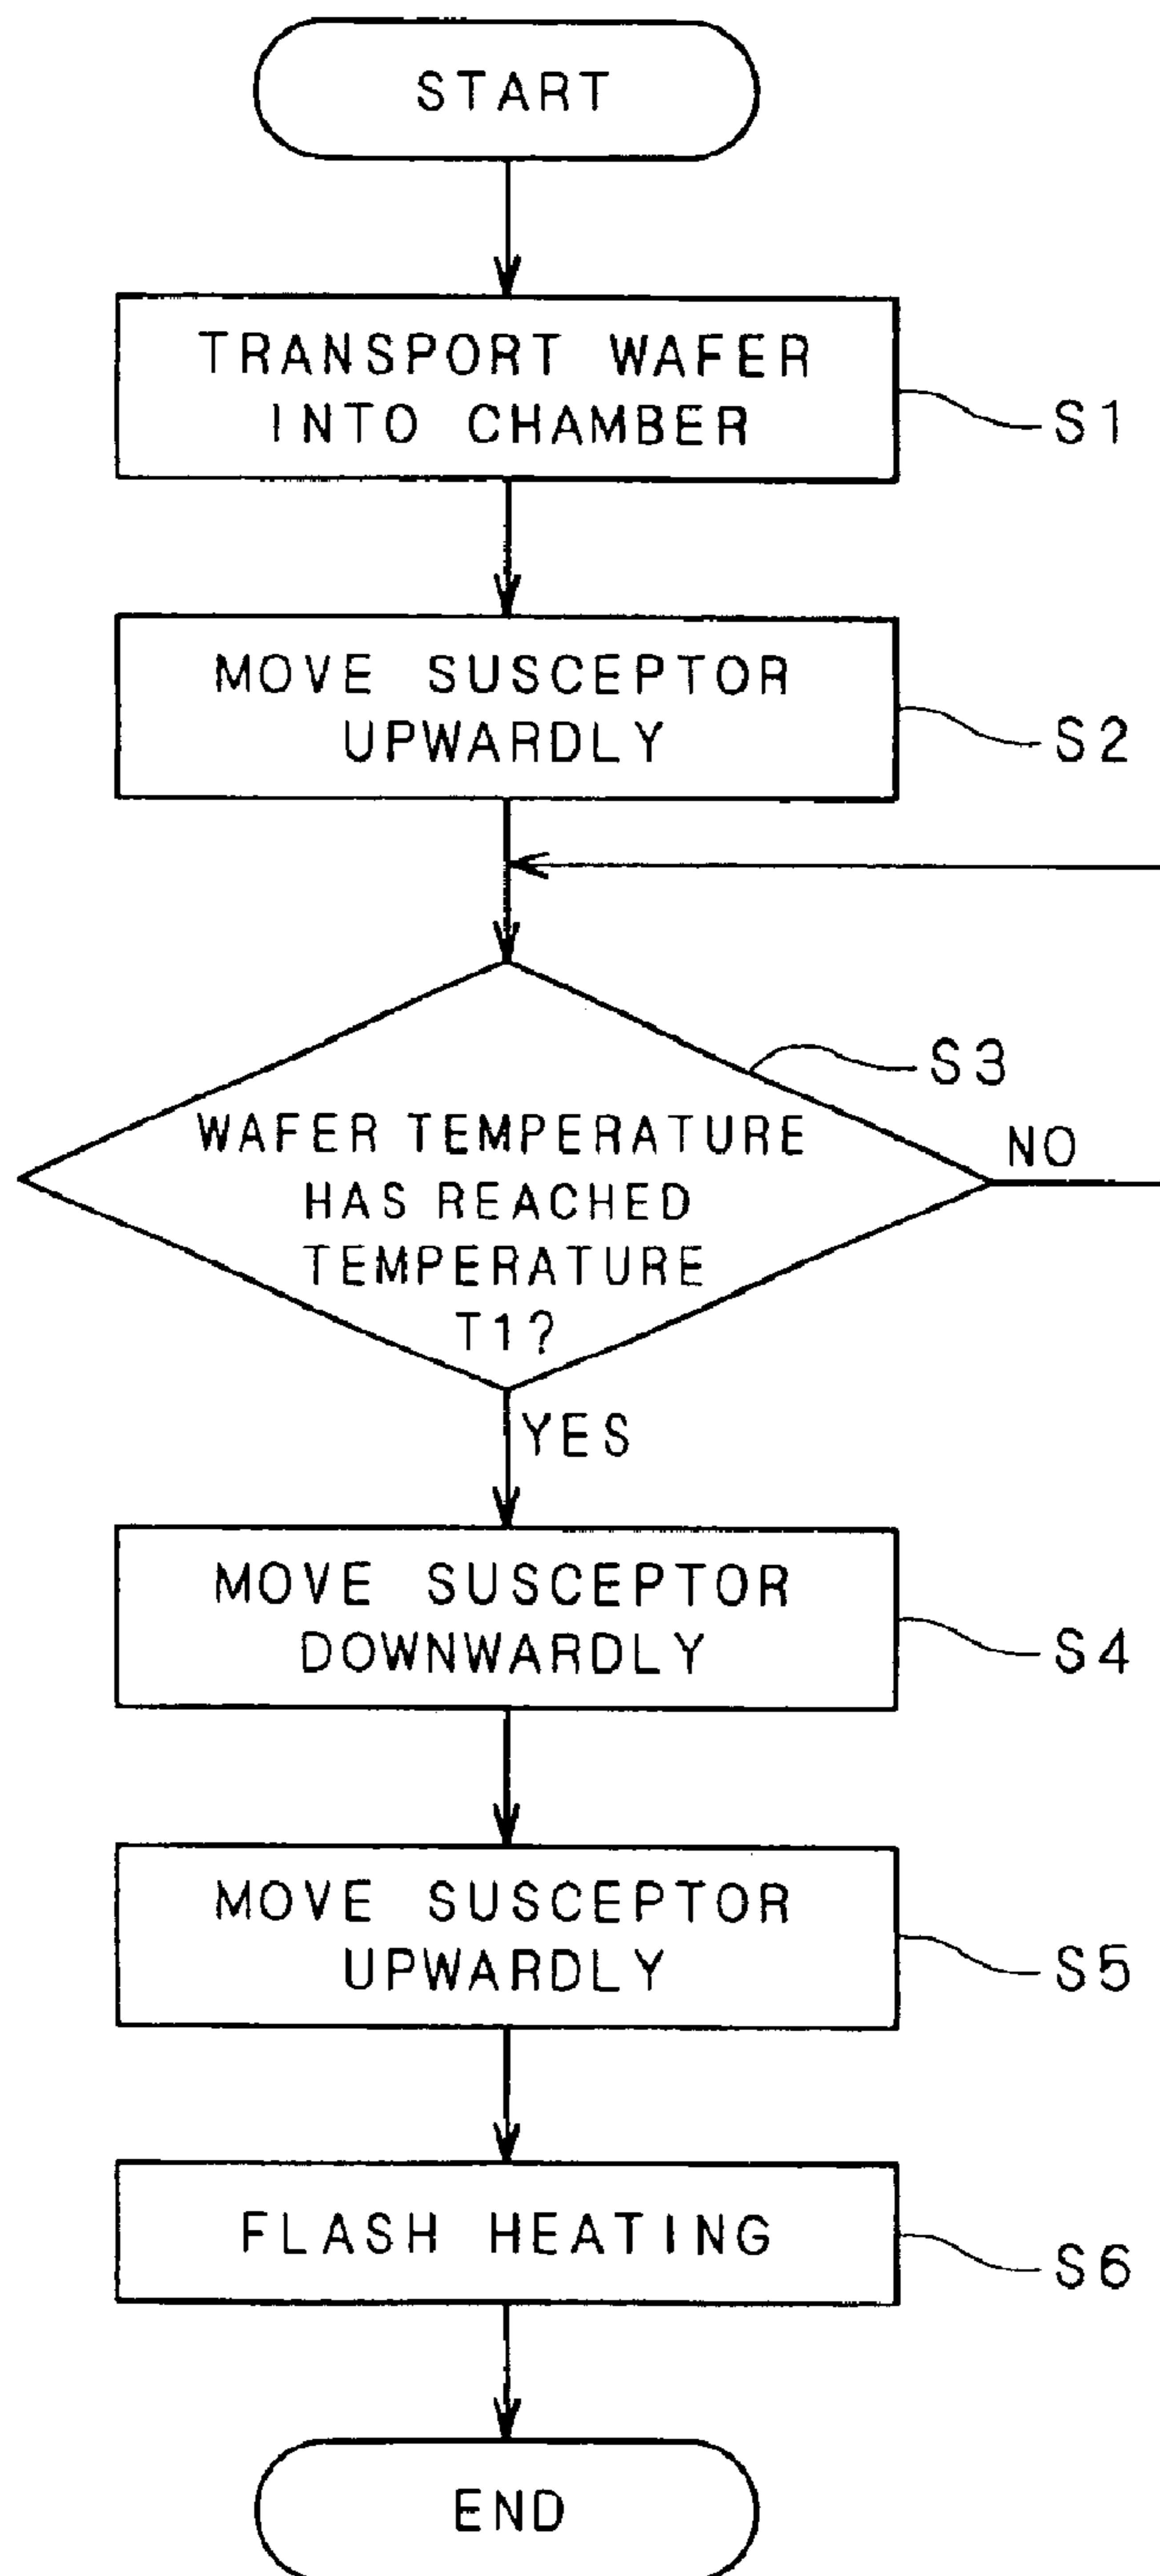 START
TRANSPORT WAFER
INTO CHAMBER
S1
MOVE SUSCEPTOR
UPWARDLY
S2
S3
WAFER TEMPERATURE
HAS REACHED
TEMPERATURE
T1?
NO
YES
MOVE SUSCEPTOR
DOWNWARDLY
S4
MOVE SUSCEPTOR
UPWARDLY
S5
FLASH HEATING
S6
END